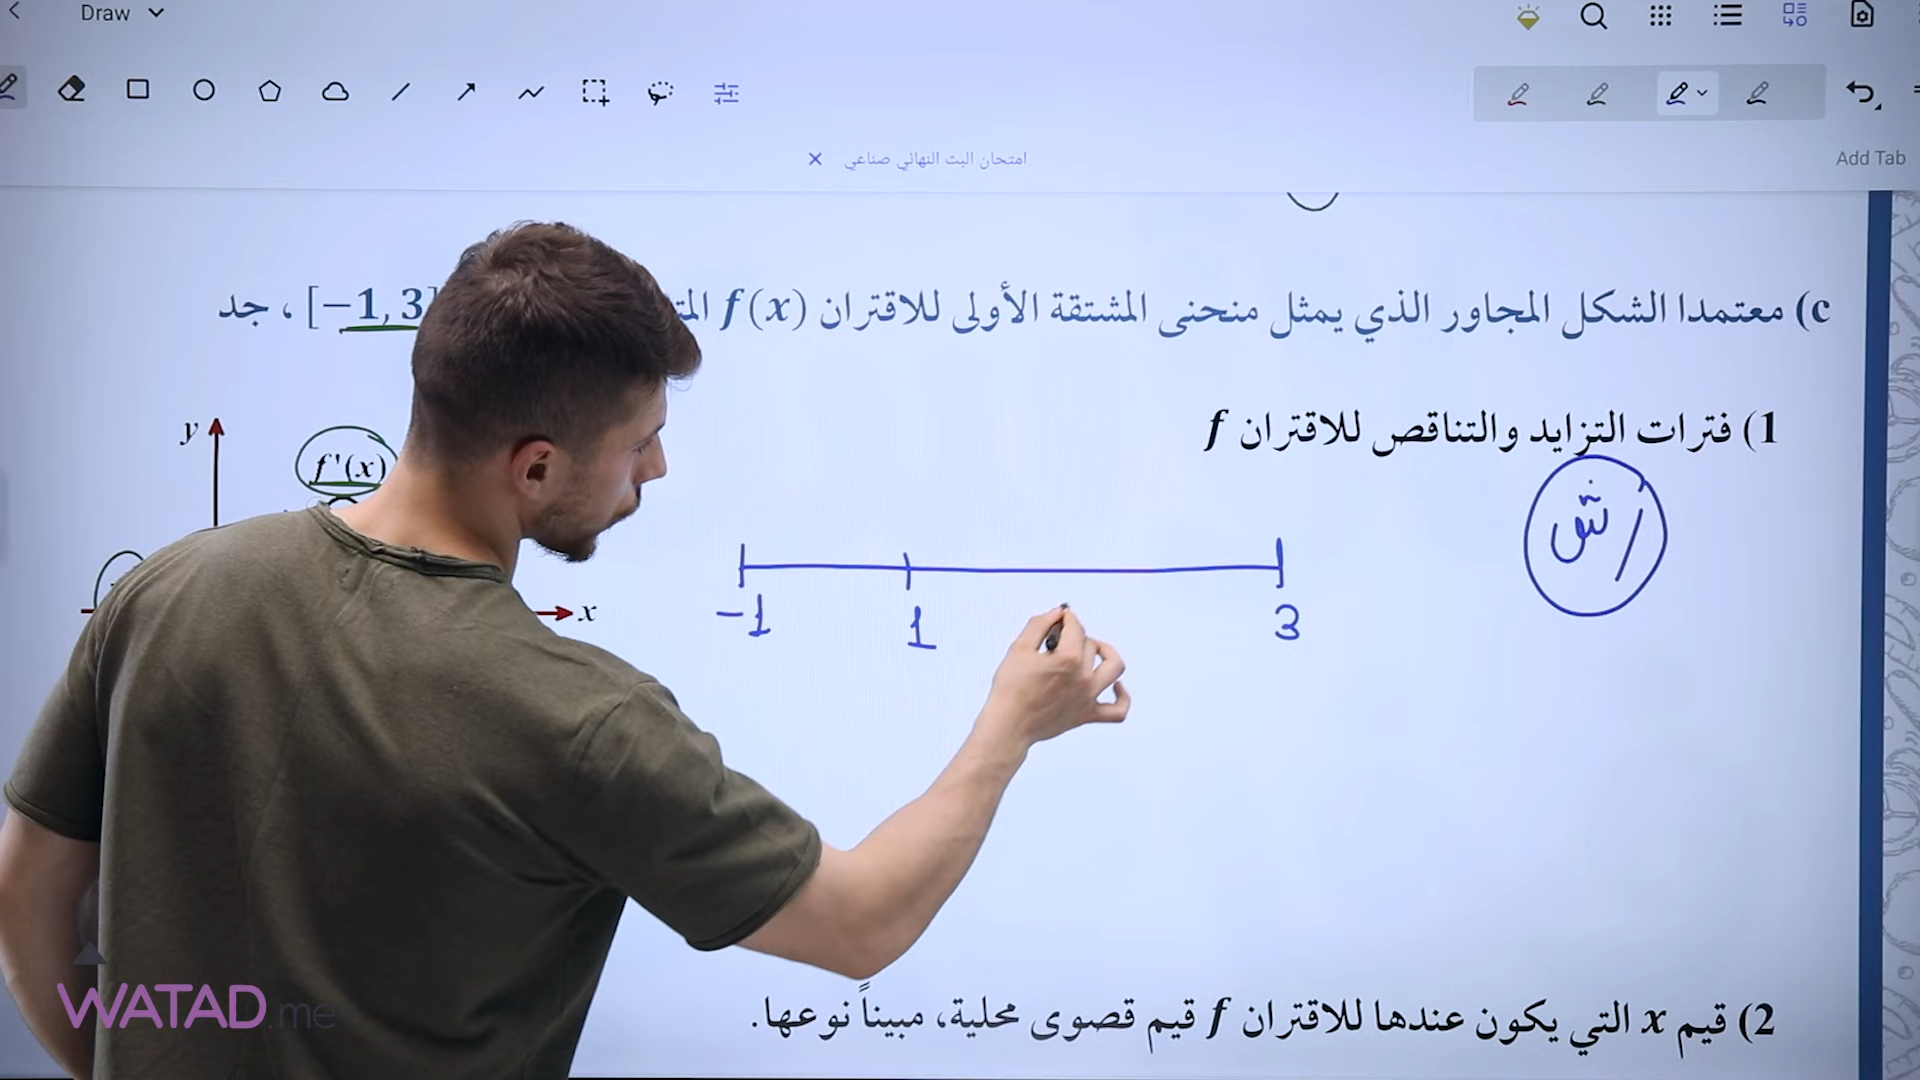 Draw
امتحان البث النهائي صناعي
Add Tab
c) معتمدا الشكل المجاور الذي يمثل منحنى المشتقة الأولى للاقتران f(x) [−1, 3] ، جد
1) فترات التزايد والتناقص للاقتران f
y
f'(x)
x
-1 1 3
2) قيم x التي يكون عندها للاقتران f قيم قصوى محلية، مبيناً نوعها.
WATAD.me